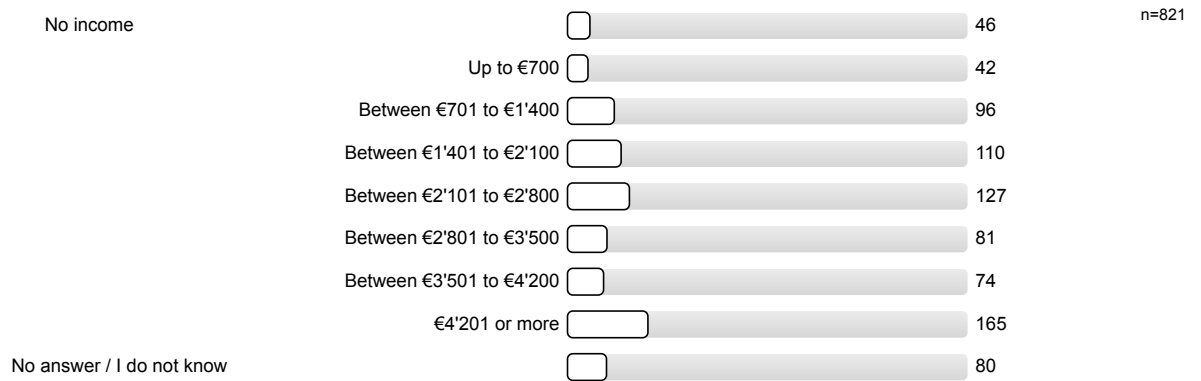 No income 46 n=821
Up to €700 42
Between €701 to €1'400 96
Between €1'401 to €2'100 110
Between €2'101 to €2'800 127
Between €2'801 to €3'500 81
Between €3'501 to €4'200 74
€4'201 or more 165
No answer / I do not know 80